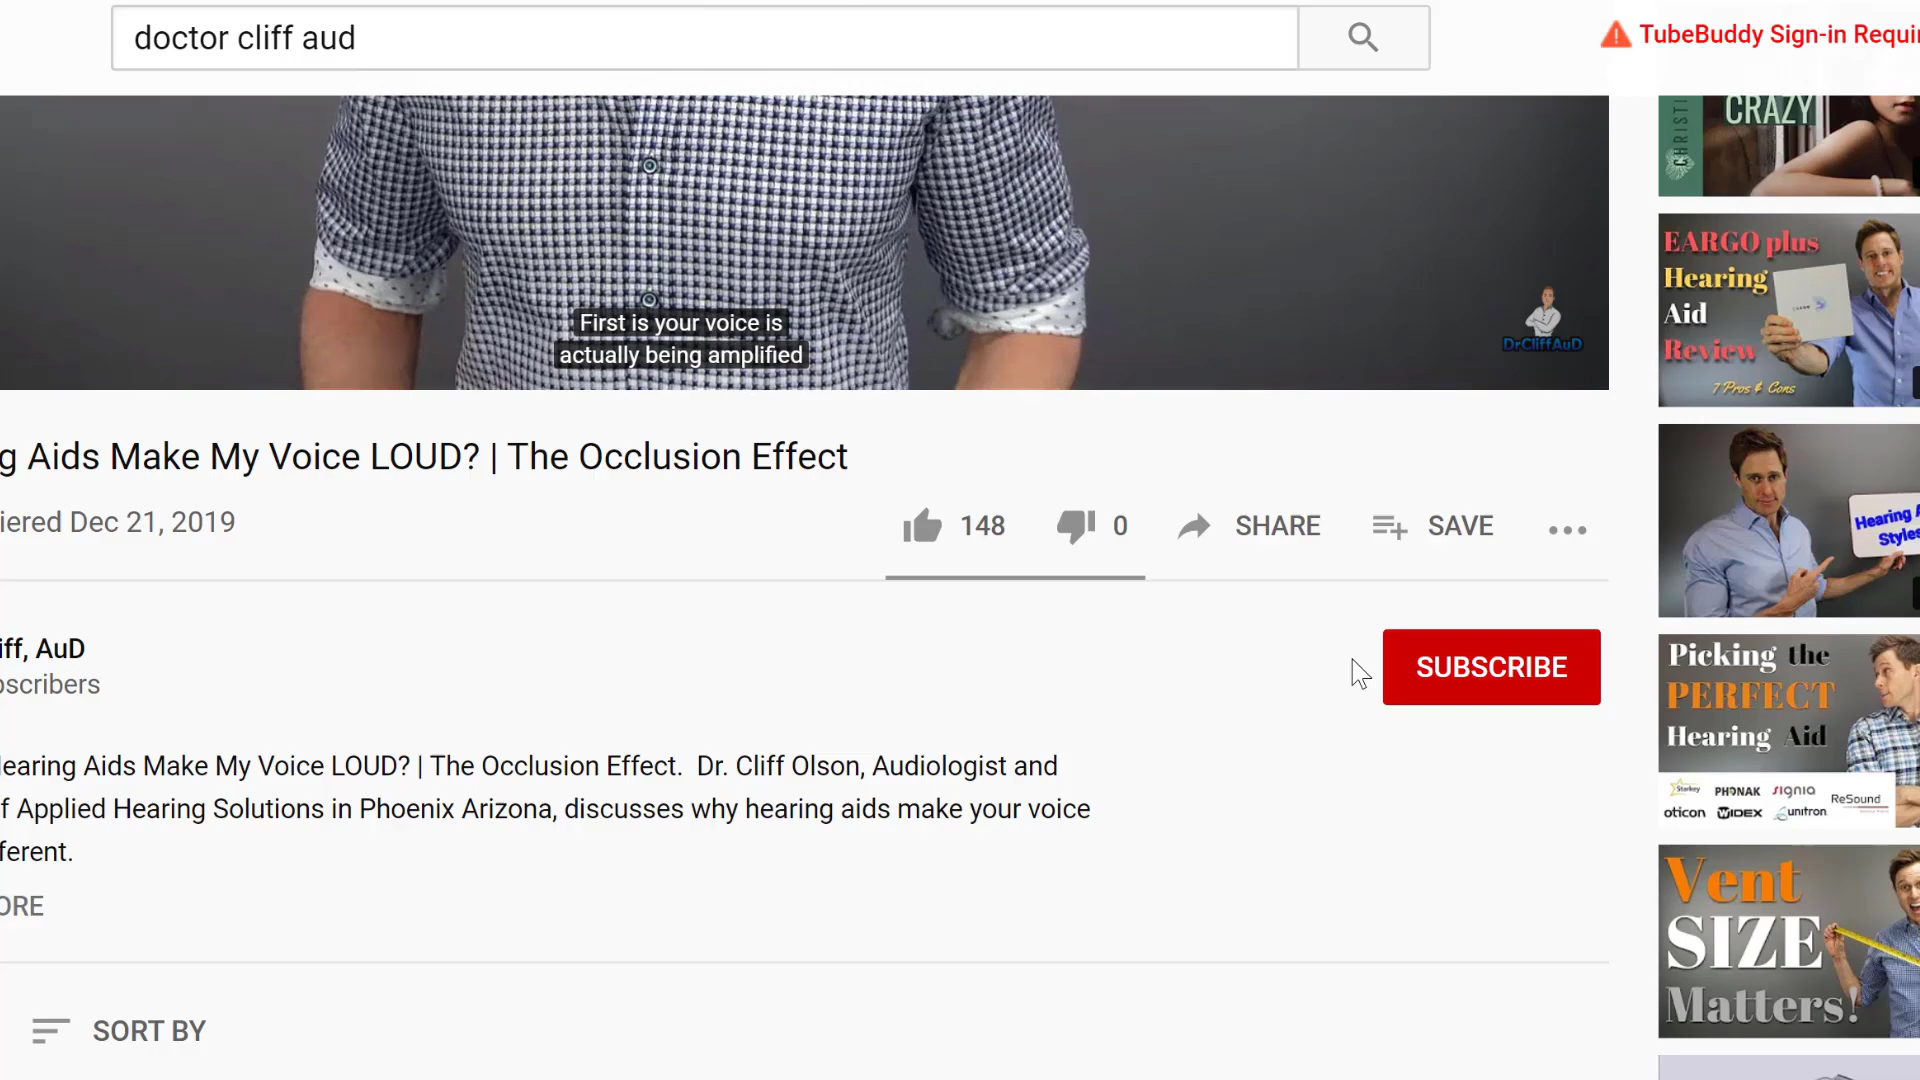 doctor cliff aud
TubeBuddy Sign-in Requi
CRAZY
CHRISTI
First is your voice is
actually being amplified
DrCliffAuD
EARGO plus
Hearing
Aid
Review
7 Pros & Cons
g Aids Make My Voice LOUD? | The Occlusion Effect
iered Dec 21, 2019
148
0
SHARE
SAVE
Hearing A
Styles
iff, AuD
bscribers
SUBSCRIBE
Picking the
PERFECT
Hearing Aid
Starkey PHONAK signia
ReSound
oticon WIDEX unitron
earing Aids Make My Voice LOUD? | The Occlusion Effect. Dr. Cliff Olson, Audiologist and
f Applied Hearing Solutions in Phoenix Arizona, discusses why hearing aids make your voice
ferent.
ORE
Vent
SIZE
Matters!
SORT BY